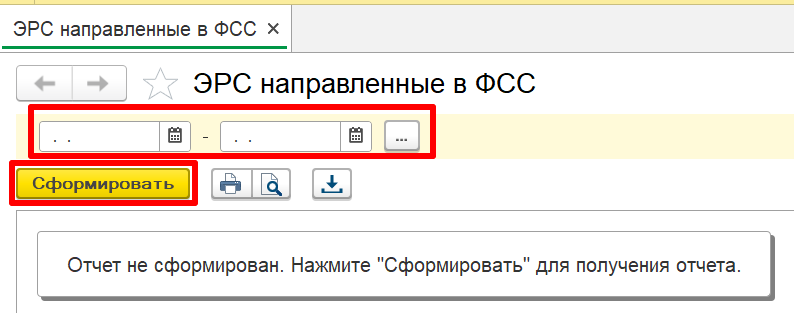 ЭРС направленные в ФСС ×
ЭРС направленные в ФСС
. . - . . ...
Сформировать
Отчет не сформирован. Нажмите "Сформировать" для получения отчета.